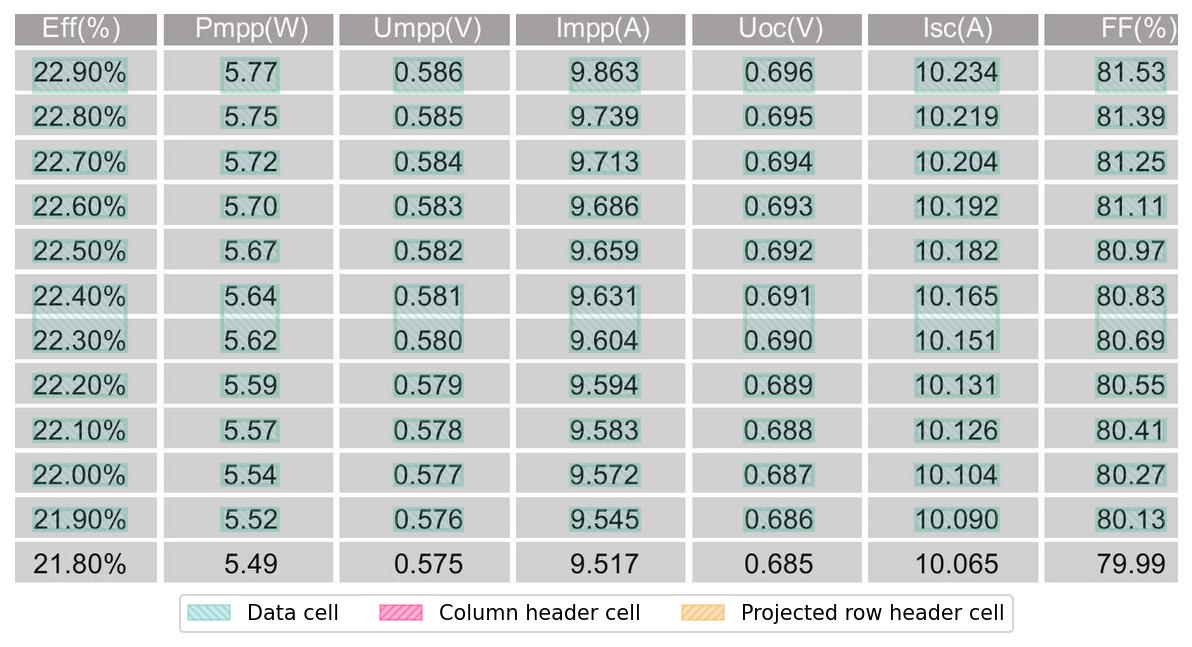 Eff(%) Pmpp(W) Umpp(V) Impp(A) Uoc(V) Isc(A) FF(%)
22.90% 5.77 0.586 9.863 0.696 10.234 81.53
22.80% 5.75 0.585 9.739 0.695 10.219 81.39
22.70% 5.72 0.584 9.713 0.694 10.204 81.25
22.60% 5.70 0.583 9.686 0.693 10.192 81.11
22.50% 5.67 0.582 9.659 0.692 10.182 80.97
22.40% 5.64 0.581 9.631 0.691 10.165 80.83
22.30% 5.62 0.580 9.604 0.690 10.151 80.69
22.20% 5.59 0.579 9.594 0.689 10.131 80.55
22.10% 5.57 0.578 9.583 0.688 10.126 80.41
22.00% 5.54 0.577 9.572 0.687 10.104 80.27
21.90% 5.52 0.576 9.545 0.686 10.090 80.13
21.80% 5.49 0.575 9.517 0.685 10.065 79.99
Data cell Column header cell Projected row header cell